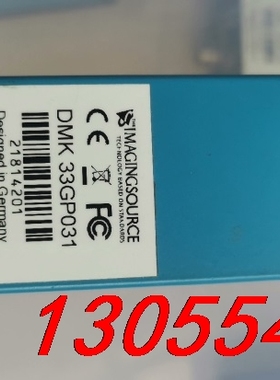 THE IMAGINGSOURCE
TECHNOLOGY BASED ON STANDARDS
CE FC
DMK 33GP031
21814201
Designed in Germany
130554